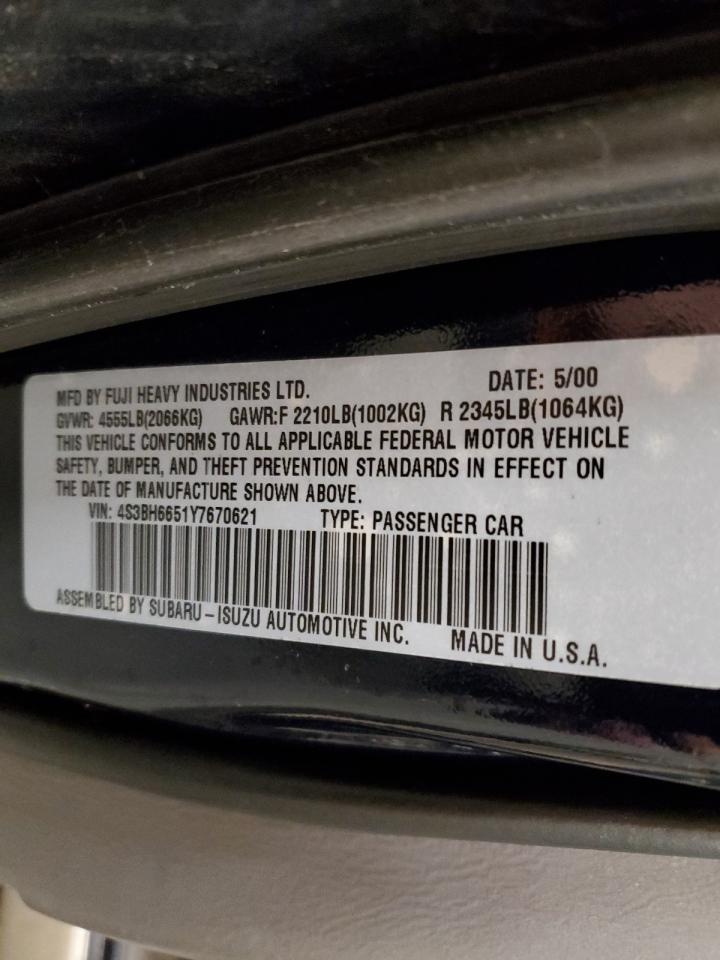 MFD BY FUJI HEAVY INDUSTRIES LTD. DATE: 5/00
GVWR: 4555LB(2066KG) GAWR:F 2210LB(1002KG) R 2345LB(1064KG)
THIS VEHICLE CONFORMS TO ALL APPLICABLE FEDERAL MOTOR VEHICLE
SAFETY, BUMPER, AND THEFT PREVENTION STANDARDS IN EFFECT ON
THE DATE OF MANUFACTURE SHOWN ABOVE.
VIN: 4S3BH6651Y7670621 TYPE: PASSENGER CAR
ASSEMBLED BY SUBARU-ISUZU AUTOMOTIVE INC. MADE IN U.S.A.